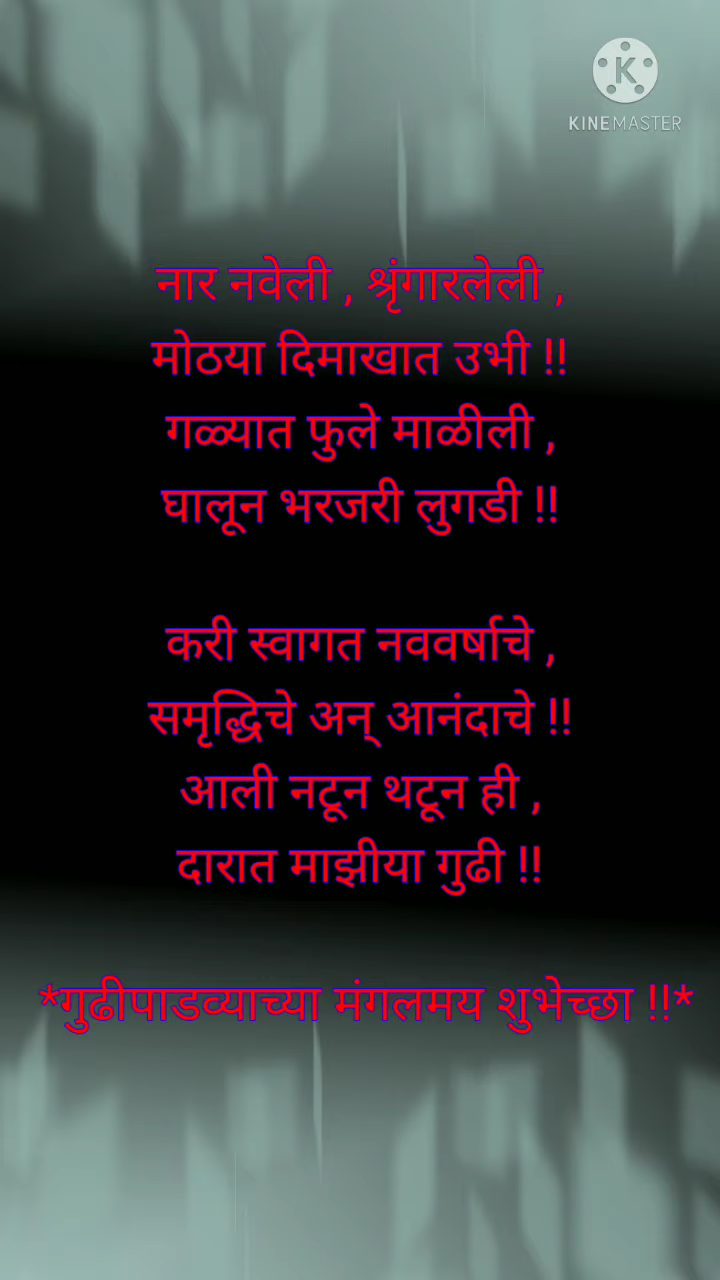 KINEMASTER
नार नवेली , श्रृंगारलेली ,
मोठया दिमाखात उभी !!
गळ्यात फुले माळीली ,
घालून भरजरी लुगडी !!
करी स्वागत नववर्षाचे ,
समृद्धिचे अन् आनंदाचे !!
आली नटून थटून ही ,
दारात माझीया गुढी !!
*गुढीपाडव्याच्या मंगलमय शुभेच्छा !!*